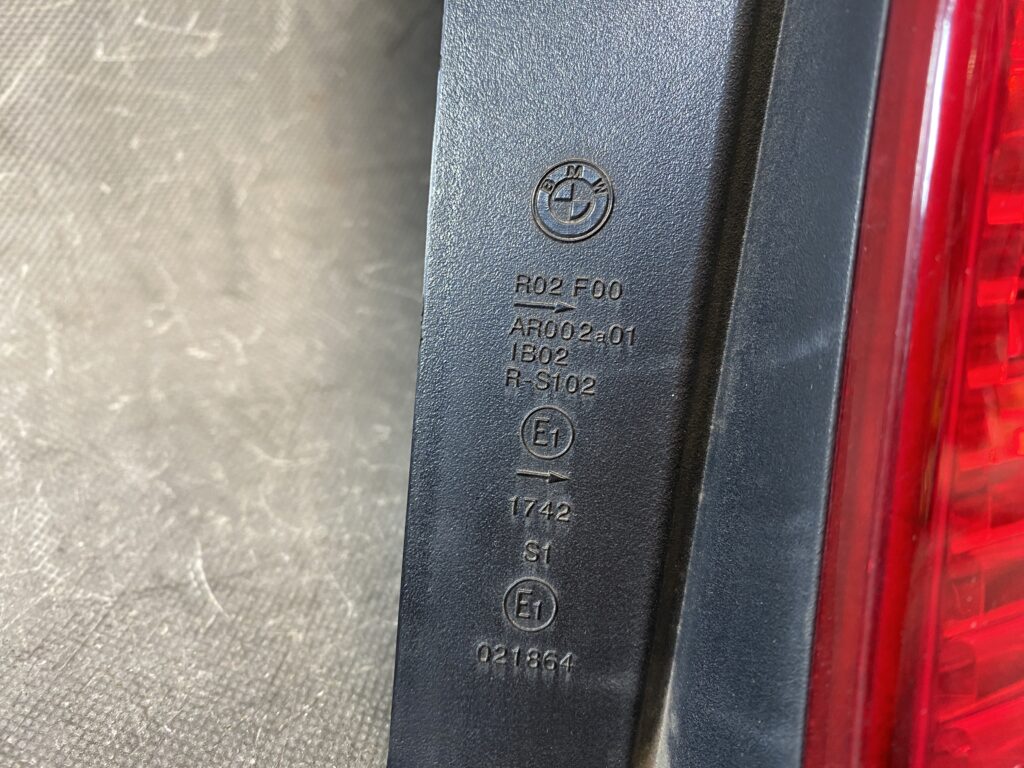 BMW
R02 F00
AR002a01
IB02
R-S102
E1
1742
S1
E1
021864